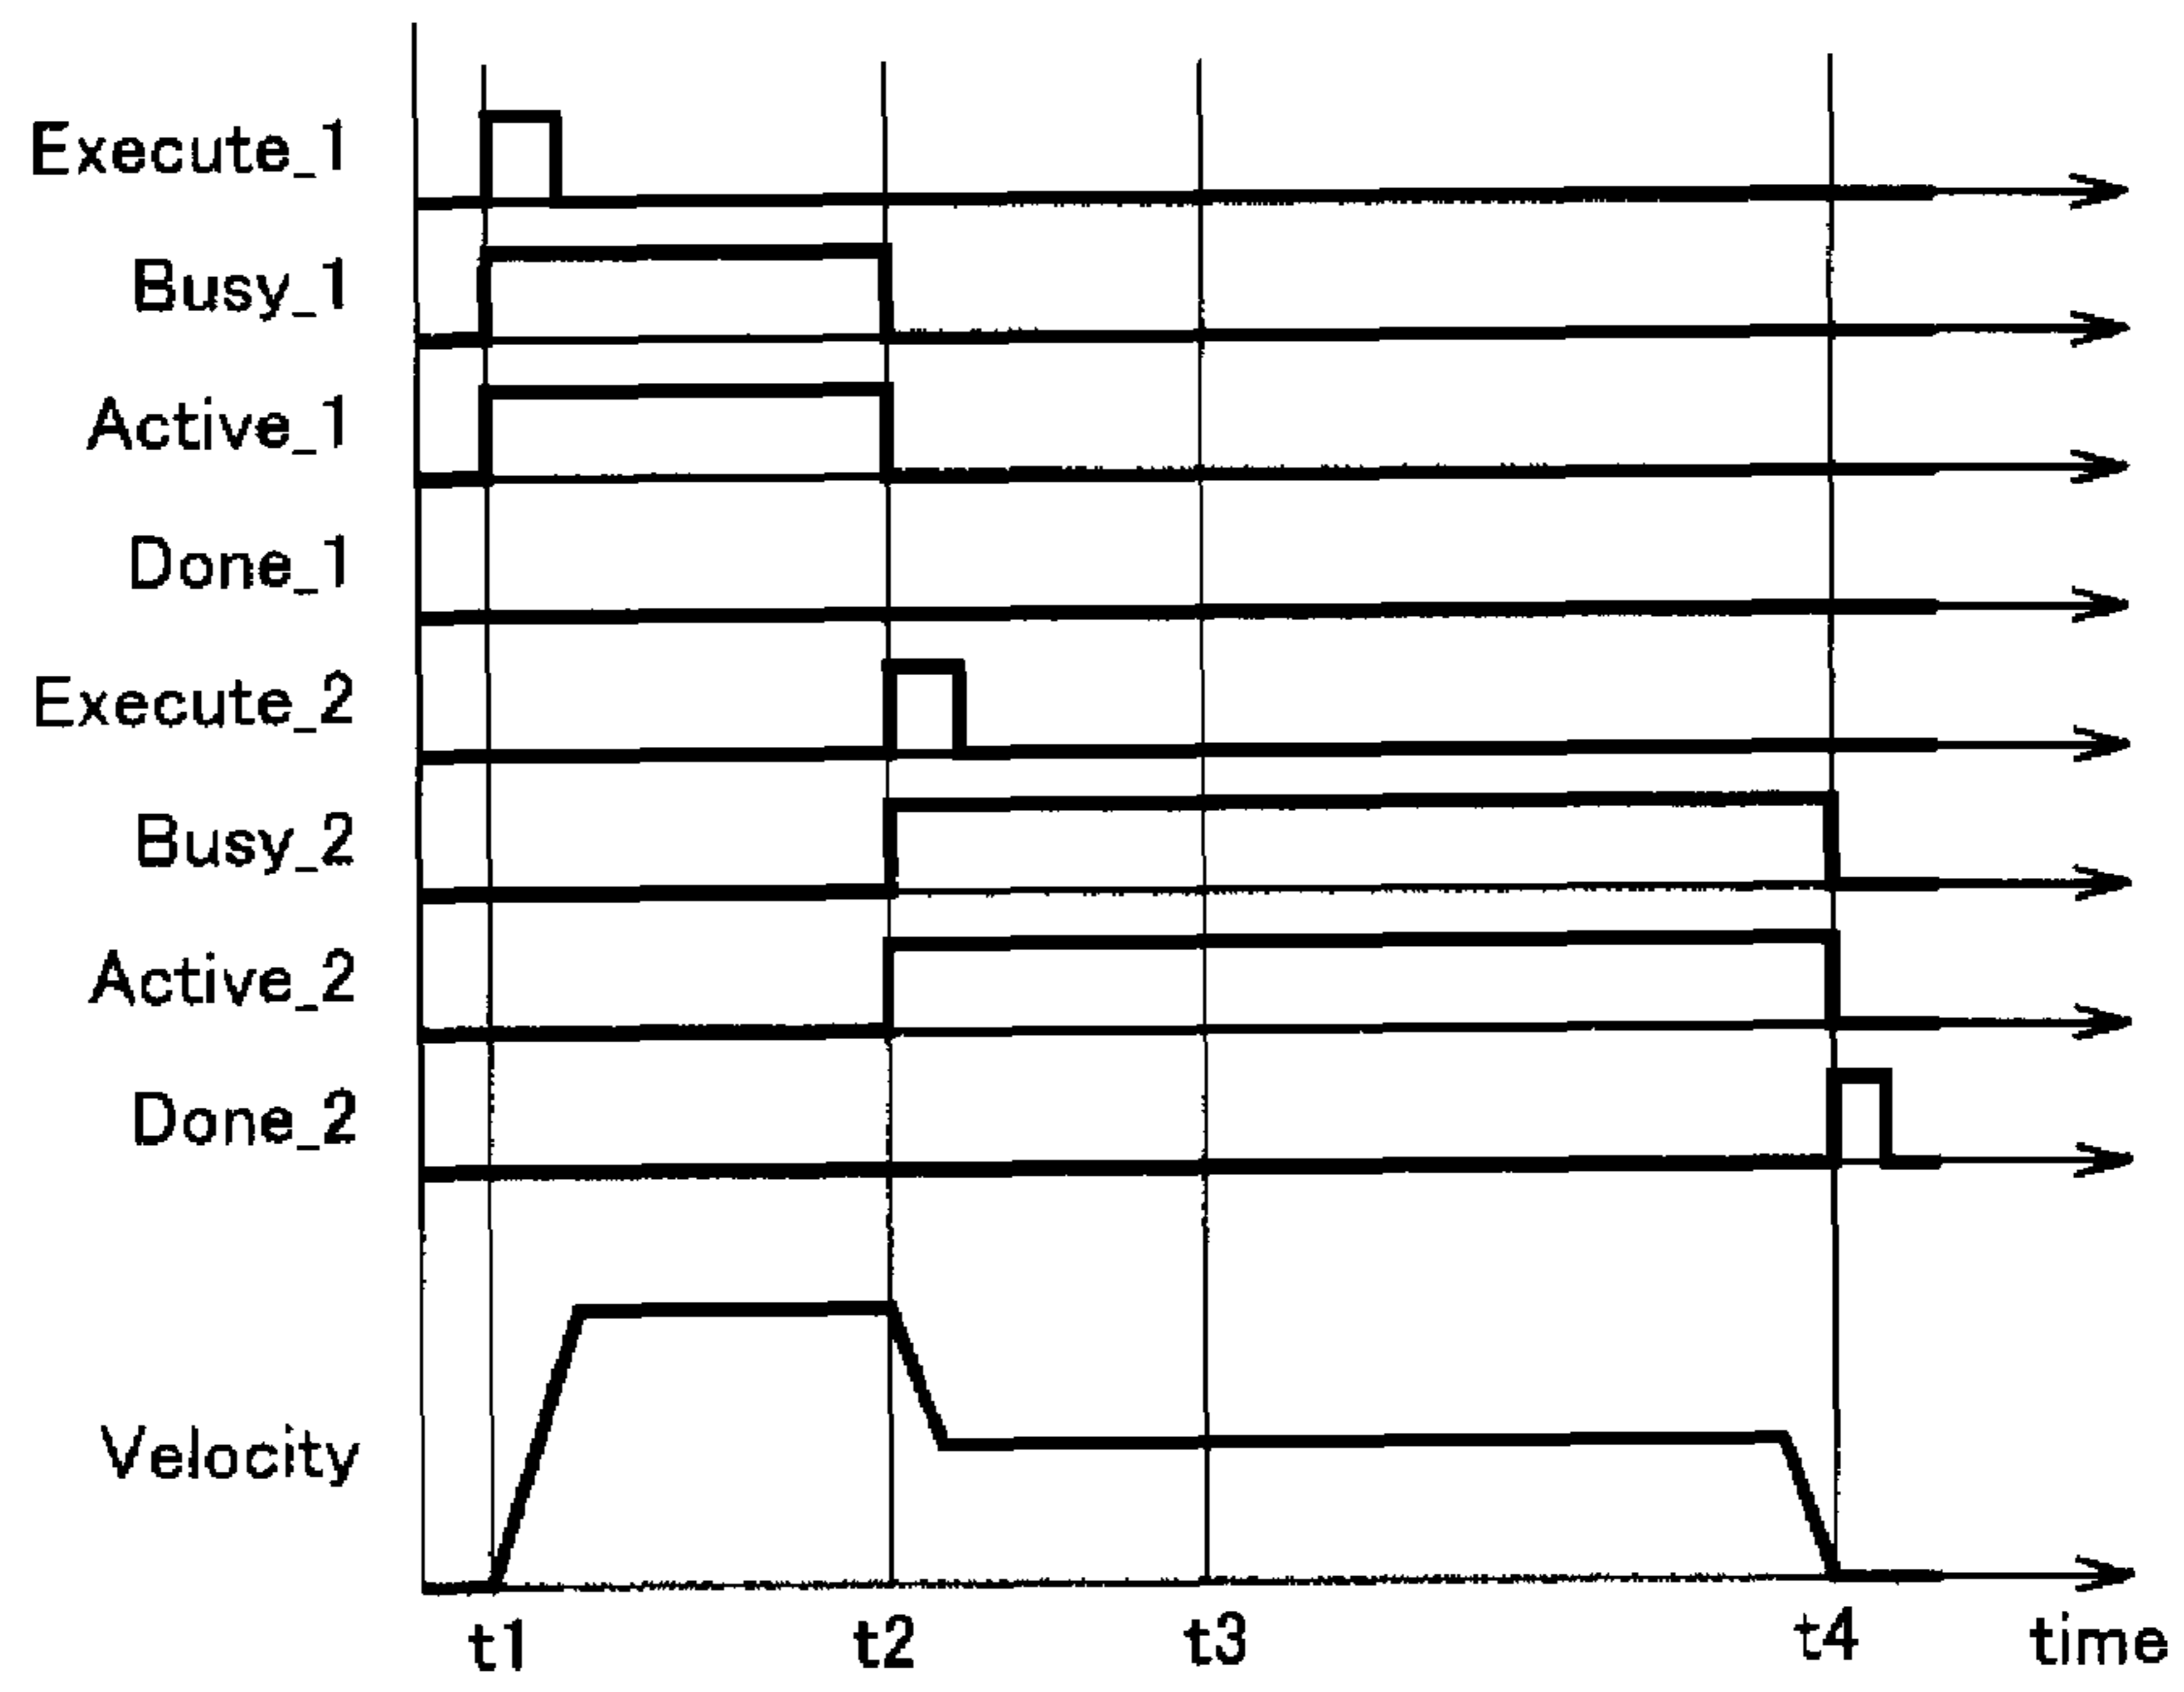 Execute_1
Busy_1
Active_1
Done_1
Execute_2
Busy_2
Active_2
Done_2
Velocity
t1 t2 t3 t4 time